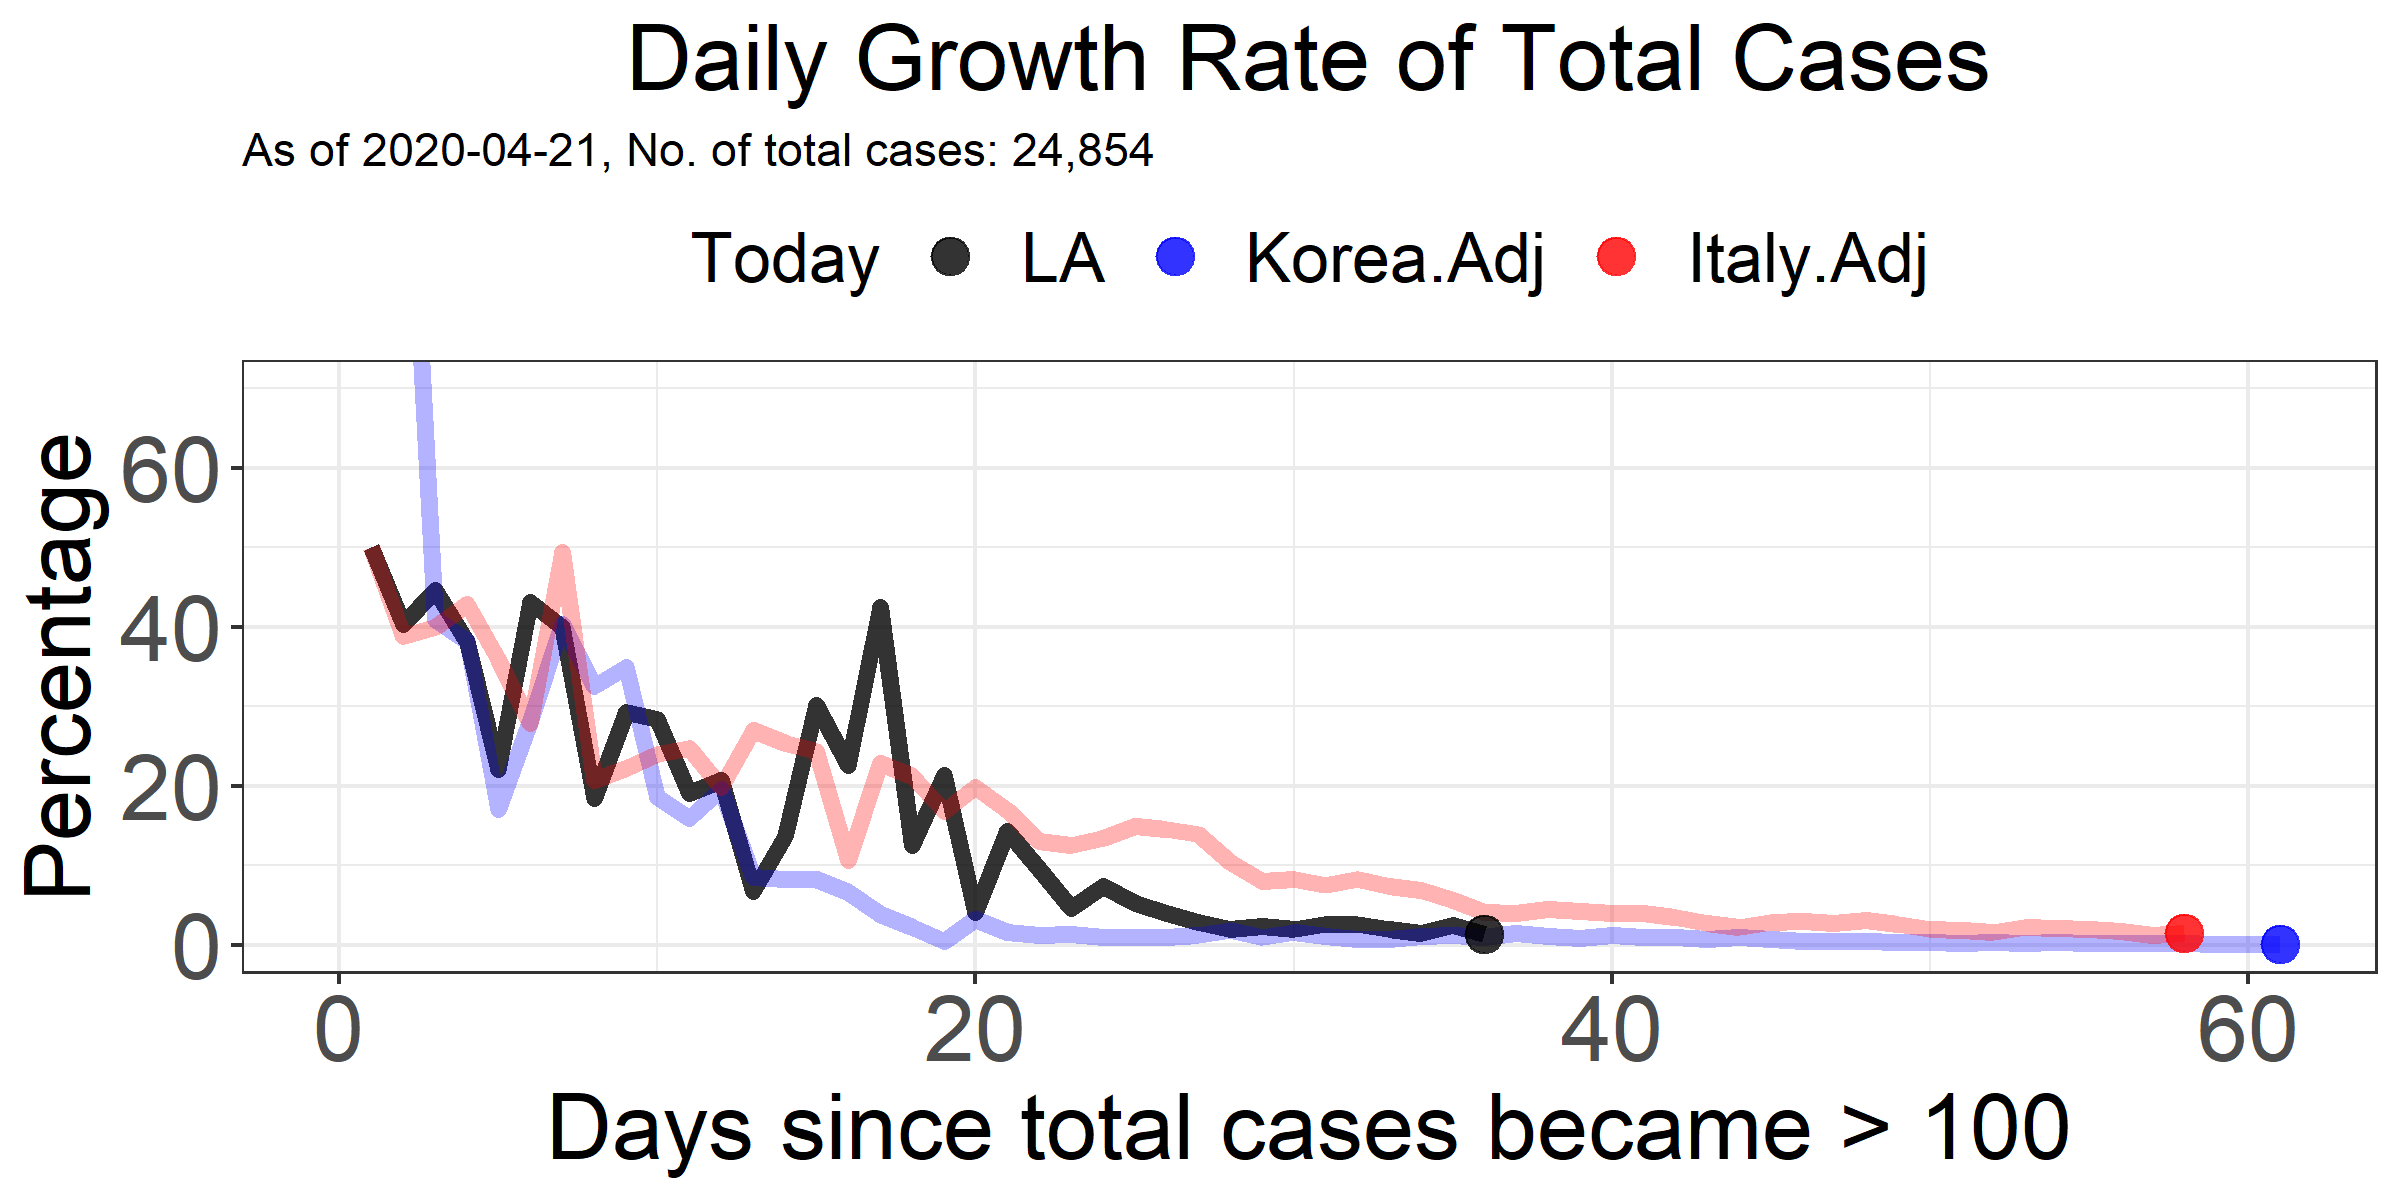 Daily Growth Rate of Total Cases
As of 2020-04-21, No. of total cases: 24,854
Today LA Korea.Adj Italy.Adj
Percentage
60
40
20
0
0 20 40 60
Days since total cases became > 100